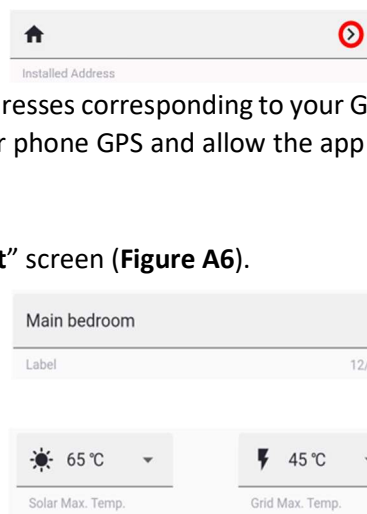 Installed Address
resses corresponding to your G
r phone GPS and allow the app
t” screen (Figure A6).
Main bedroom
Label 12/
65 °C 45 °C
Solar Max. Temp. Grid Max. Temp.